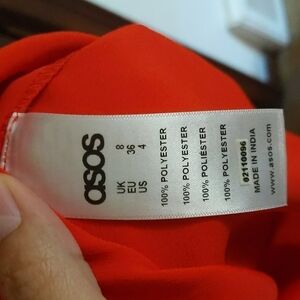 asos
UK 8
EU 36
US 4
100% POLYESTER
100% POLYESTER
100% POLIÉSTER
100% POLYESTER
02110096
MADE IN INDIA
www.asos.com